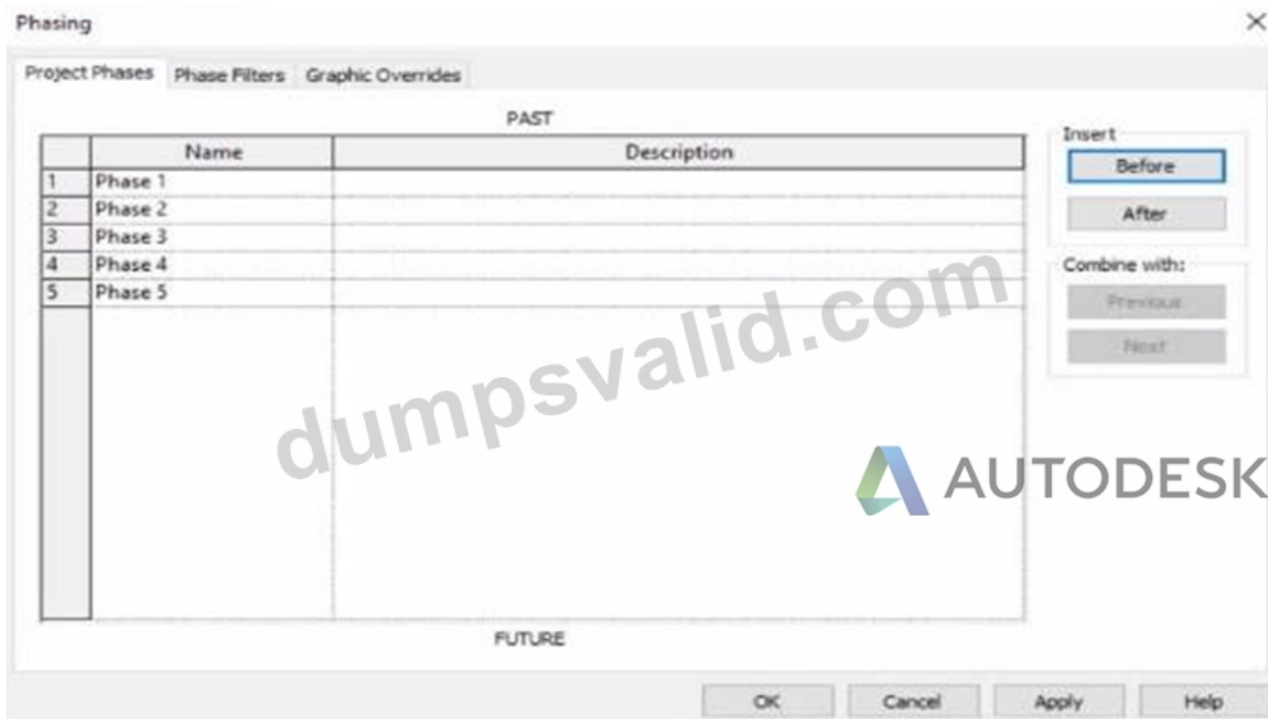 Phasing
Project Phases Phase Filters Graphic Overrides
PAST
Name Description
1 Phase 1
2 Phase 2
3 Phase 3
4 Phase 4
5 Phase 5
FUTURE
Insert
Before
After
Combine with:
Previous
Next
dumpsvalid.com
AUTODESK
OK Cancel Apply Help